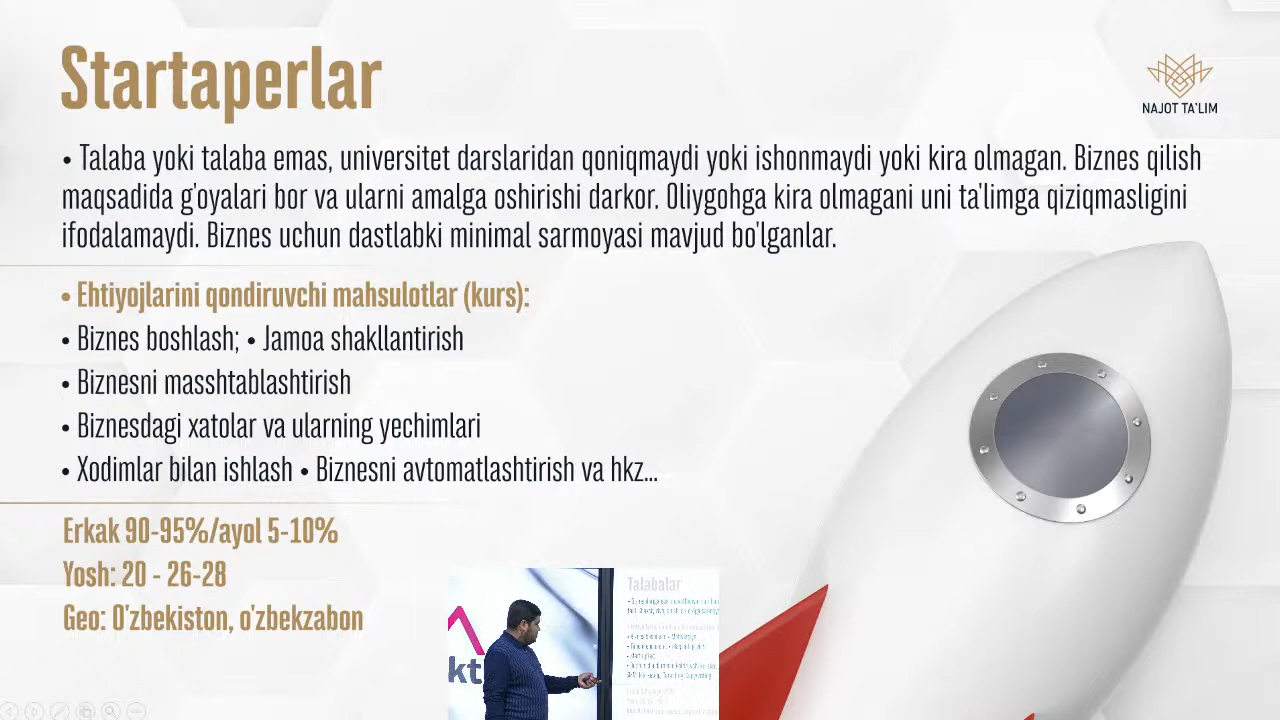 Startaperlar
NAJOT TA'LIM
• Talaba yoki talaba emas, universitet darslaridan qoniqmaydi yoki ishonmaydi yoki kira olmagan. Biznes qilish
maqsadida g'oyalari bor va ularni amalga oshirishi darkor. Oliygohga kira olmagani uni ta'limga qiziqmasligini
ifodalamaydi. Biznes uchun dastlabki minimal sarmoyasi mavjud bo'lganlar.
• Ehtiyojlarini qondiruvchi mahsulotlar (kurs):
• Biznes boshlash; • Jamoa shakllantirish
• Biznesni masshtablashtirish
• Biznesdagi xatolar va ularning yechimlari
• Xodimlar bilan ishlash • Biznesni avtomatlashtirish va hkz...
Erkak 90-95%/ayol 5-10%
Yosh: 20 - 26-28
Geo: O'zbekiston, o'zbekzabon
Talabalar
kt